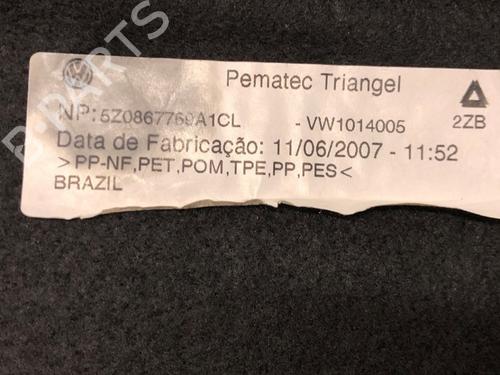 Pematec Triangel
NP:5Z0867769A1CL - VW1014005 2ZB
Data de Fabricação: 11/06/2007 - 11:52
>PP-NF,PET,POM,TPE,PP,PES<
BRAZIL
B-PARTS